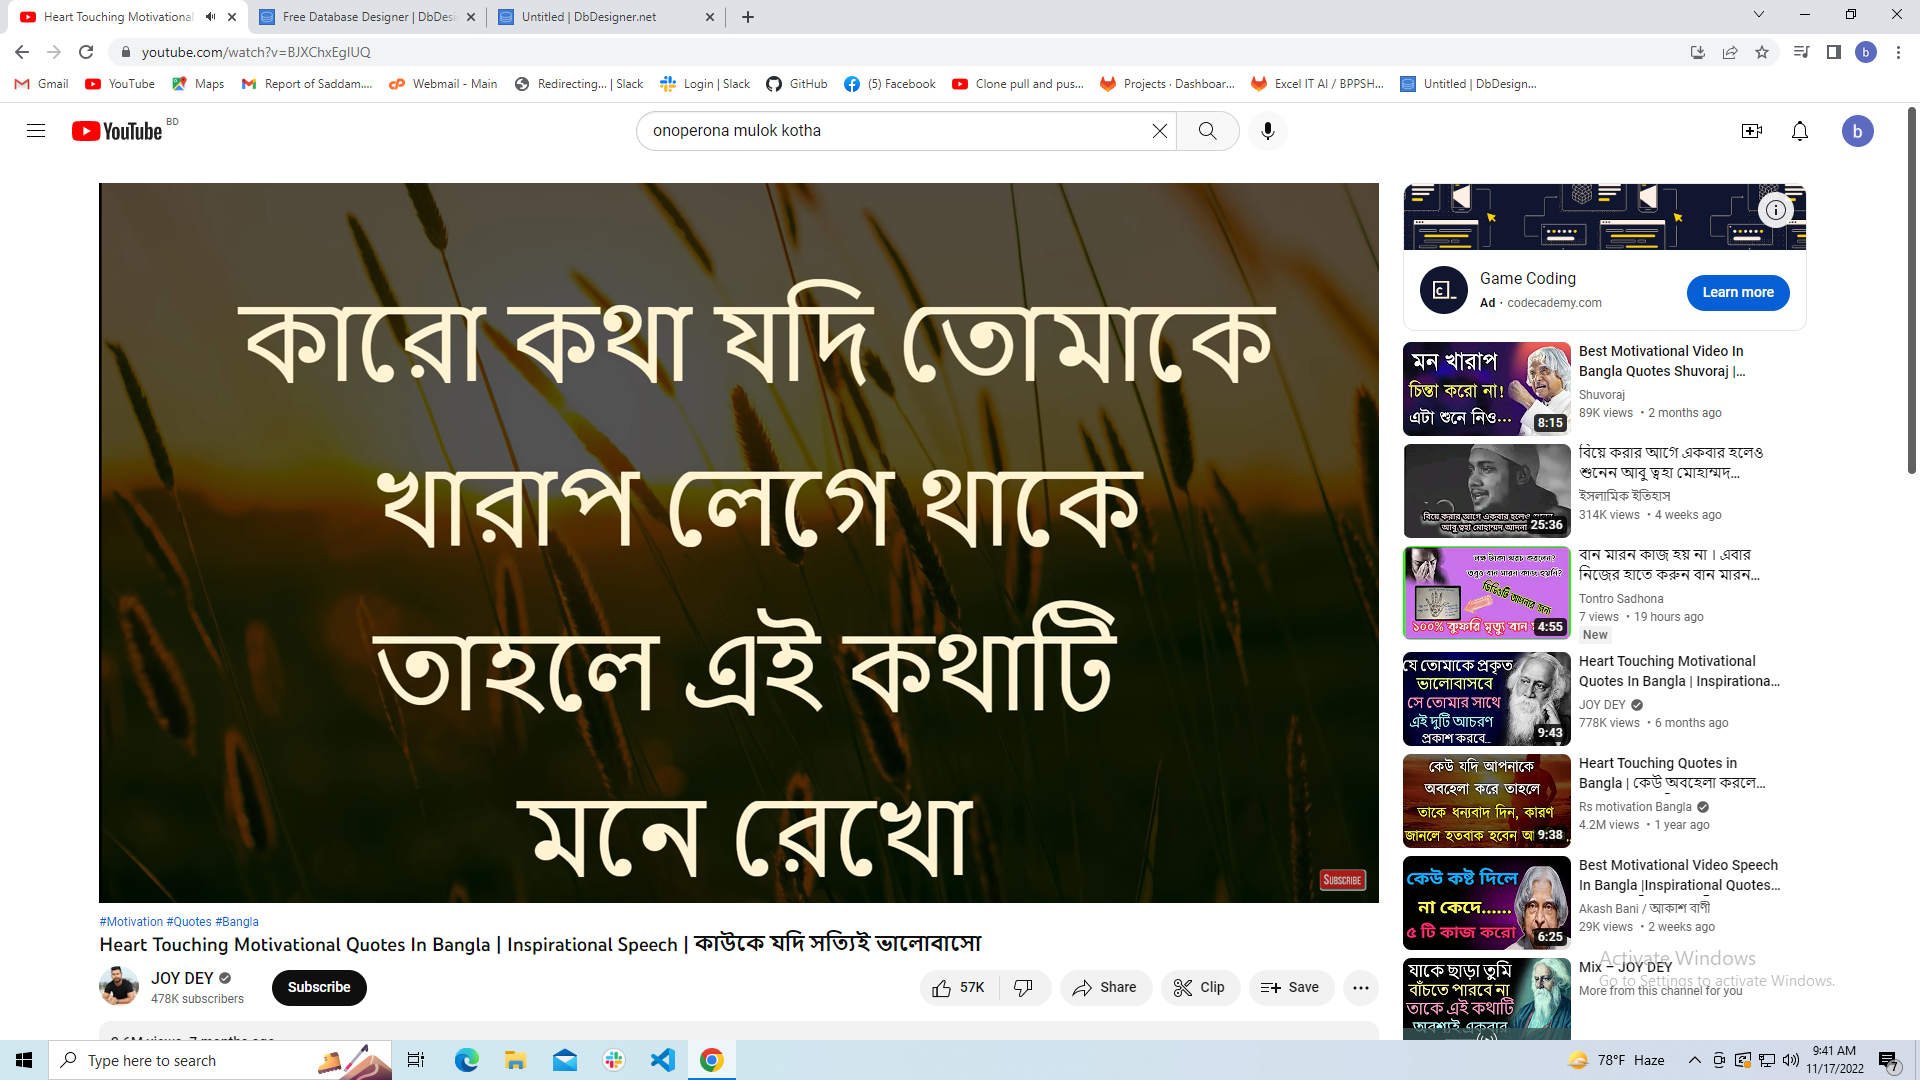 Heart Touching Motivational
Free Database Designer | DbDesi
Untitled | DbDesigner.net
youtube.com/watch?v=BJXChxEgIUQ
Gmail
YouTube
Maps
Report of Saddam....
Webmail - Main
Redirecting... | Slack
Login | Slack
GitHub
(5) Facebook
Clone pull and pus...
Projects · Dashboar...
Excel IT AI / BPPSH...
Untitled | DbDesign...
YouTube BD
onoperona mulok kotha
b
কারো কথা যদি তোমাকে
খারাপ লেগে থাকে
তাহলে এই কথাটি
মনে রেখো
SUBSCRIBE
#Motivation #Quotes #Bangla
Heart Touching Motivational Quotes In Bangla | Inspirational Speech | কাউকে যদি সত্যিই ভালোবাসো
JOY DEY
478K subscribers
Subscribe
57K
Share
Clip
Save
Game Coding
Ad · codecademy.com
Learn more
মন খারাপ
চিন্তা করো না!
এটা শুনে নিও...
8:15
Best Motivational Video In
Bangla Quotes Shuvoraj |...
Shuvoraj
89K views • 2 months ago
25:36
বিয়ে করার আগে একবার হলেও
শুনেন আবু ত্বহা মোহাম্মদ...
ইসলামিক ইতিহাস
314K views • 4 weeks ago
১০০% কুফরি মৃত্যু বান
4:55
বান মারন কাজ হয় না । এবার
নিজের হাতে করুন বান মারন...
Tontro Sadhona
7 views • 19 hours ago
New
যে তোমাকে প্রকৃত
ভালোবাসবে
সে তোমার সাথে
এই দুটি আচরণ
প্রকাশ করবে...
9:43
Heart Touching Motivational
Quotes In Bangla | Inspirationa...
JOY DEY
778K views • 6 months ago
কেউ যদি আপনাকে
অবহেলা করে তাহলে
তাকে ধন্যবাদ দিন, কারণ
জানলে হতবাক হবেন
9:38
Heart Touching Quotes in
Bangla | কেউ অবহেলা করলে...
Rs motivation Bangla
4.2M views • 1 year ago
কেউ কষ্ট দিলে
না কেঁদে......
৫ টি কাজ করো
6:25
Best Motivational Video Speech
In Bangla |Inspirational Quotes...
Akash Bani / আকাশ বাণী
29K views • 2 weeks ago
যাকে ছাড়া তুমি
বাঁচতে পারবে না
তাকে এই কথাটি
অবশ্যই একবার
Mix – JOY DEY
More from this channel for you
Activate Windows
Go to Settings to activate Windows.
Type here to search
78°F Haze
9:41 AM
11/17/2022
7